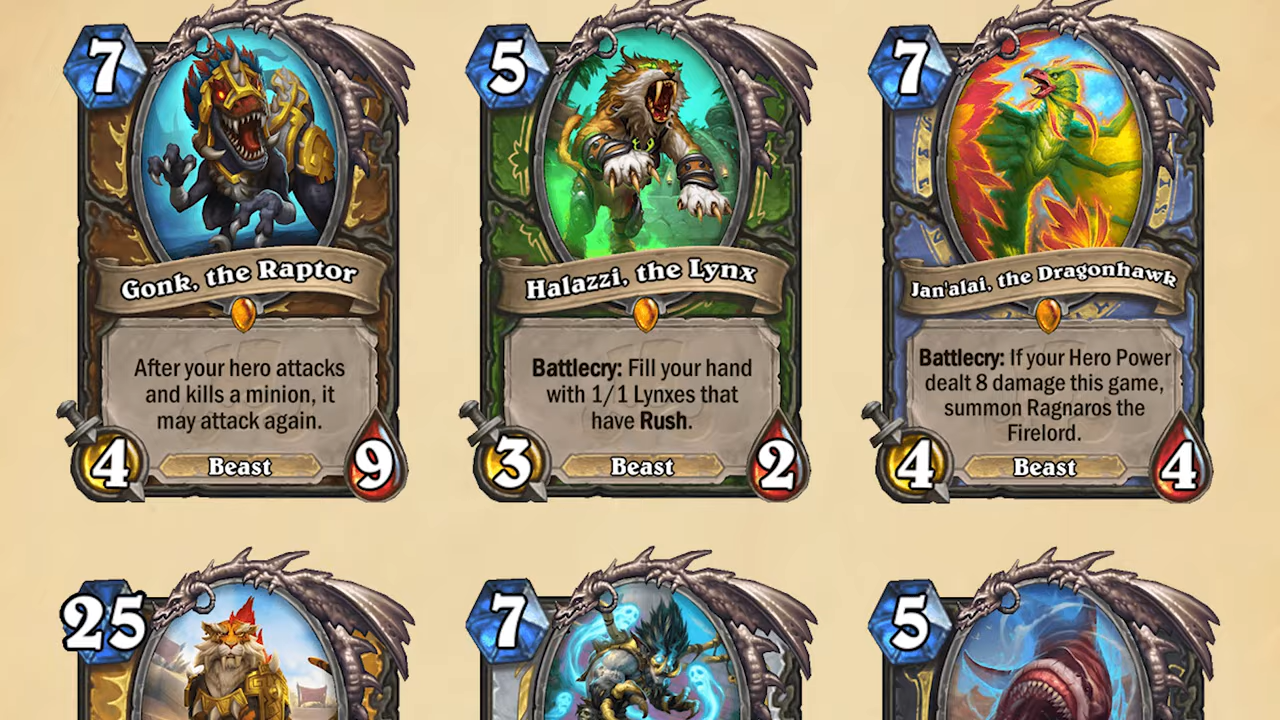 7
5
7
Gonk, the Raptor
Halazzi, the Lynx
Jan'alai, the Dragonhawk
After your hero attacks
and kills a minion, it
may attack again.
Battlecry: Fill your hand
with 1/1 Lynxes that
have Rush.
Battlecry: If your Hero Power
dealt 8 damage this game,
summon Ragnaros the
Firelord.
4
Beast
9
3
Beast
2
4
Beast
4
25
7
5